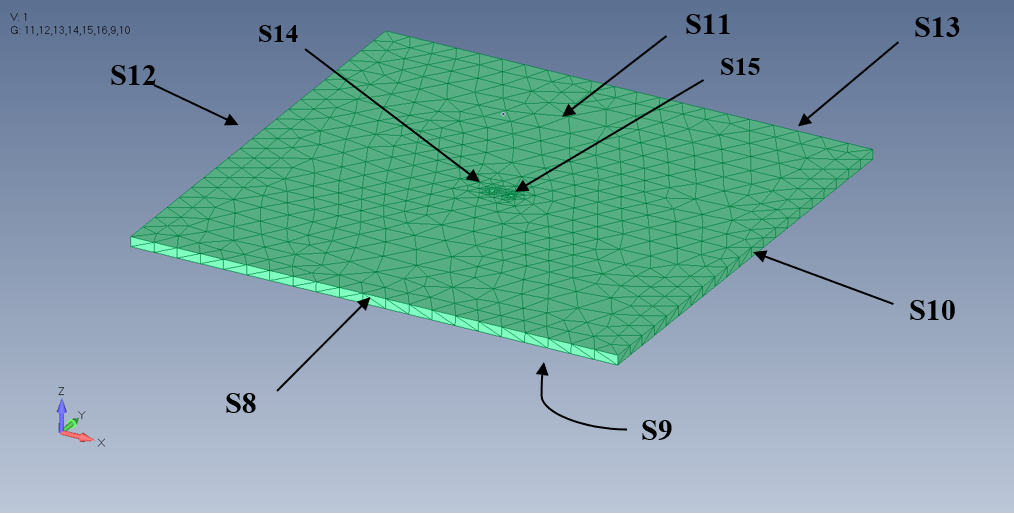 V: 1
G: 11,12,13,14,15,16,9,10
S14
S11
S13
S15
S12
S10
S8
S9
Z
Y
X